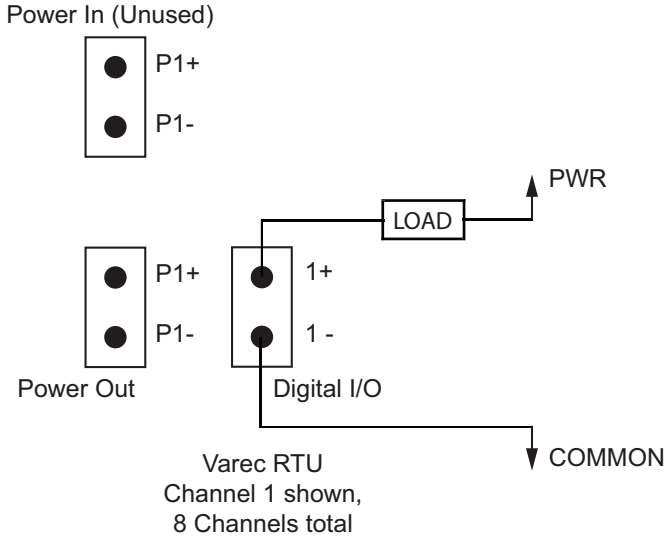 Power In (Unused)
P1+
P1-
PWR
LOAD
P1+
1+
P1-
1 -
Power Out
Digital I/O
COMMON
Varec RTU
Channel 1 shown,
8 Channels total